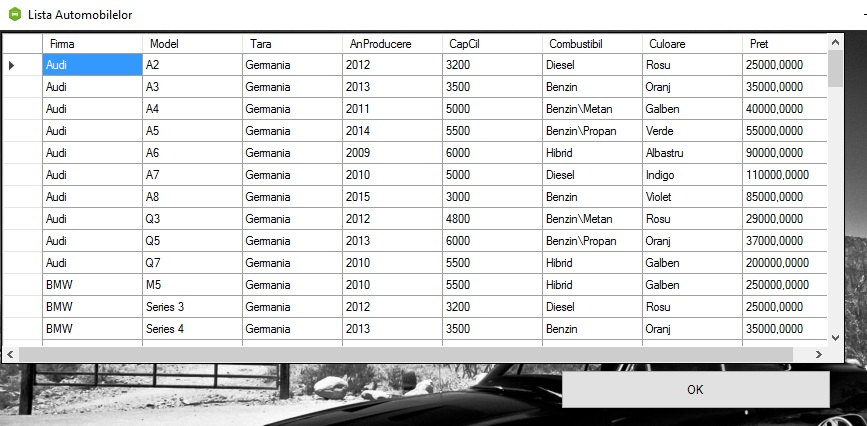 Lista Automobilelor
Firma Model Tara AnProducere CapCil Combustibil Culoare Pret
Audi A2 Germania 2012 3200 Diesel Rosu 25000,0000
Audi A3 Germania 2013 3500 Benzin Oranj 35000,0000
Audi A4 Germania 2011 5000 Benzin\Metan Galben 40000,0000
Audi A5 Germania 2014 5500 Benzin\Propan Verde 55000,0000
Audi A6 Germania 2009 6000 Hibrid Albastru 90000,0000
Audi A7 Germania 2010 5000 Diesel Indigo 110000,0000
Audi A8 Germania 2015 3000 Benzin Violet 85000,0000
Audi Q3 Germania 2012 4800 Benzin\Metan Rosu 29000,0000
Audi Q5 Germania 2013 6000 Benzin\Propan Oranj 37000,0000
Audi Q7 Germania 2010 5500 Hibrid Galben 200000,0000
BMW M5 Germania 2010 5500 Hibrid Galben 250000,0000
BMW Series 3 Germania 2012 3200 Diesel Rosu 25000,0000
BMW Series 4 Germania 2013 3500 Benzin Oranj 35000,0000
OK